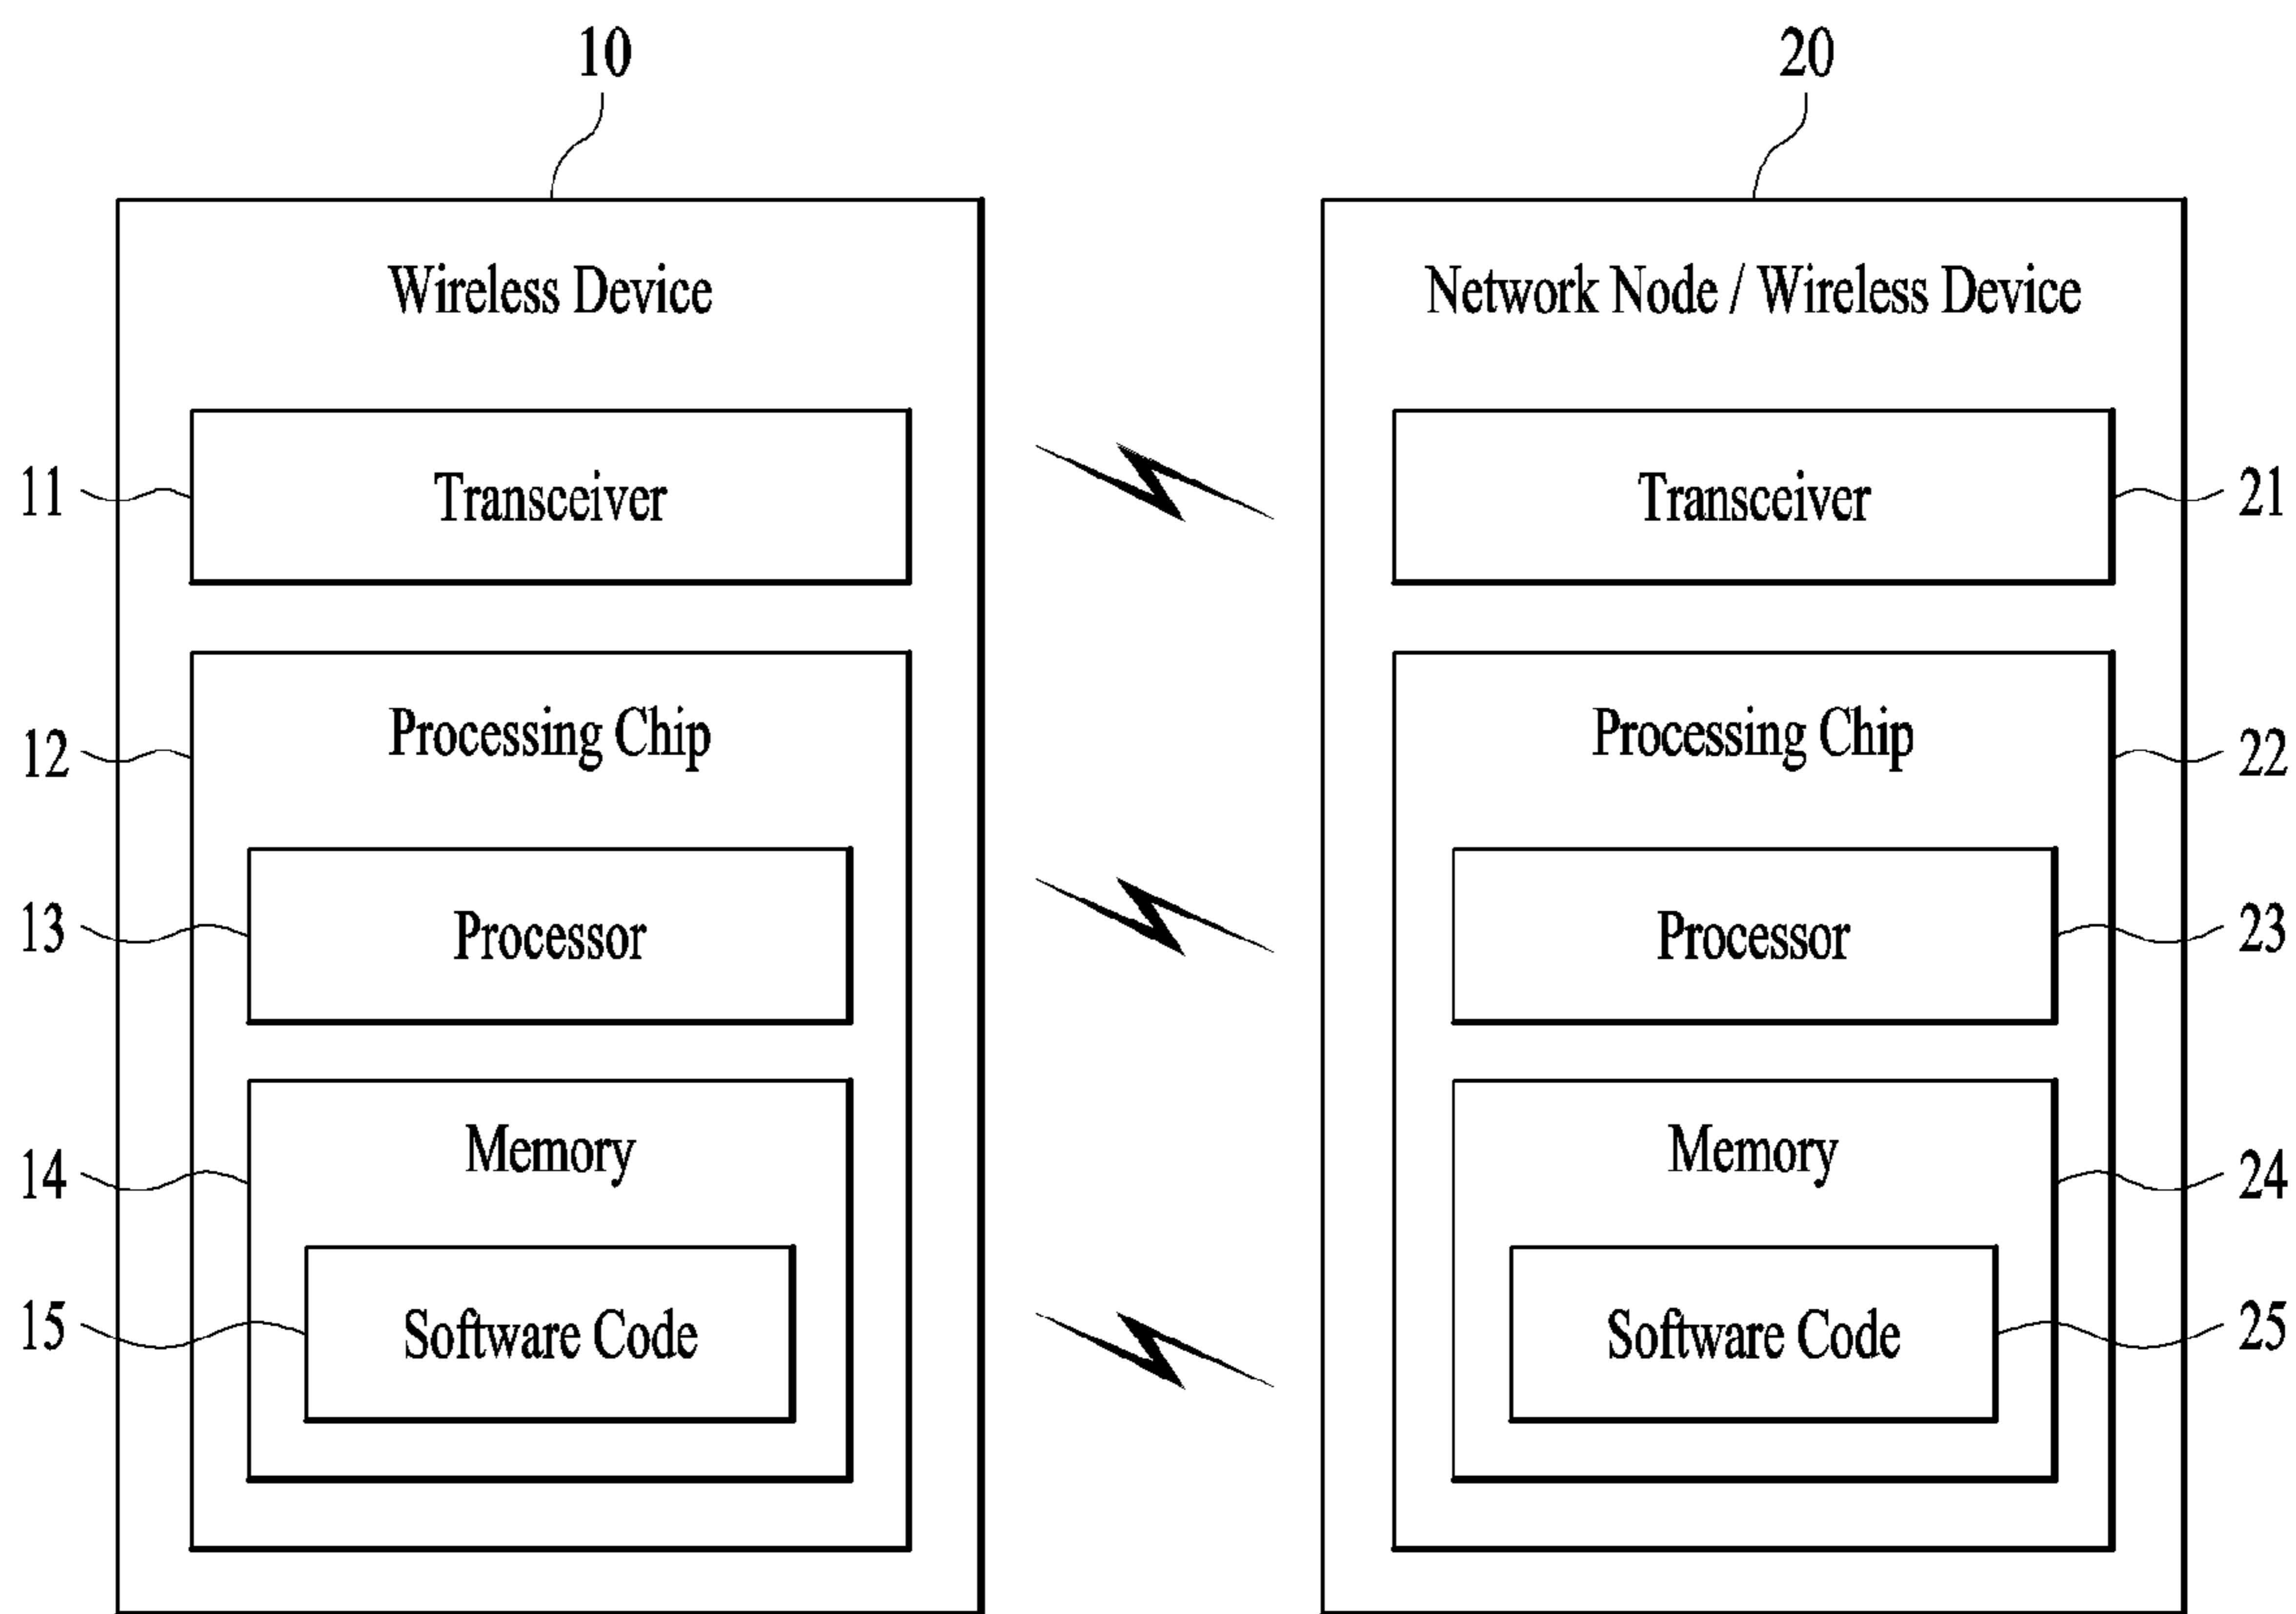 10
20
Wireless Device
Network Node / Wireless Device
11
Transceiver
Transceiver
21
12
Processing Chip
Processing Chip
22
13
Processor
Processor
23
14
Memory
Memory
24
15
Software Code
Software Code
25